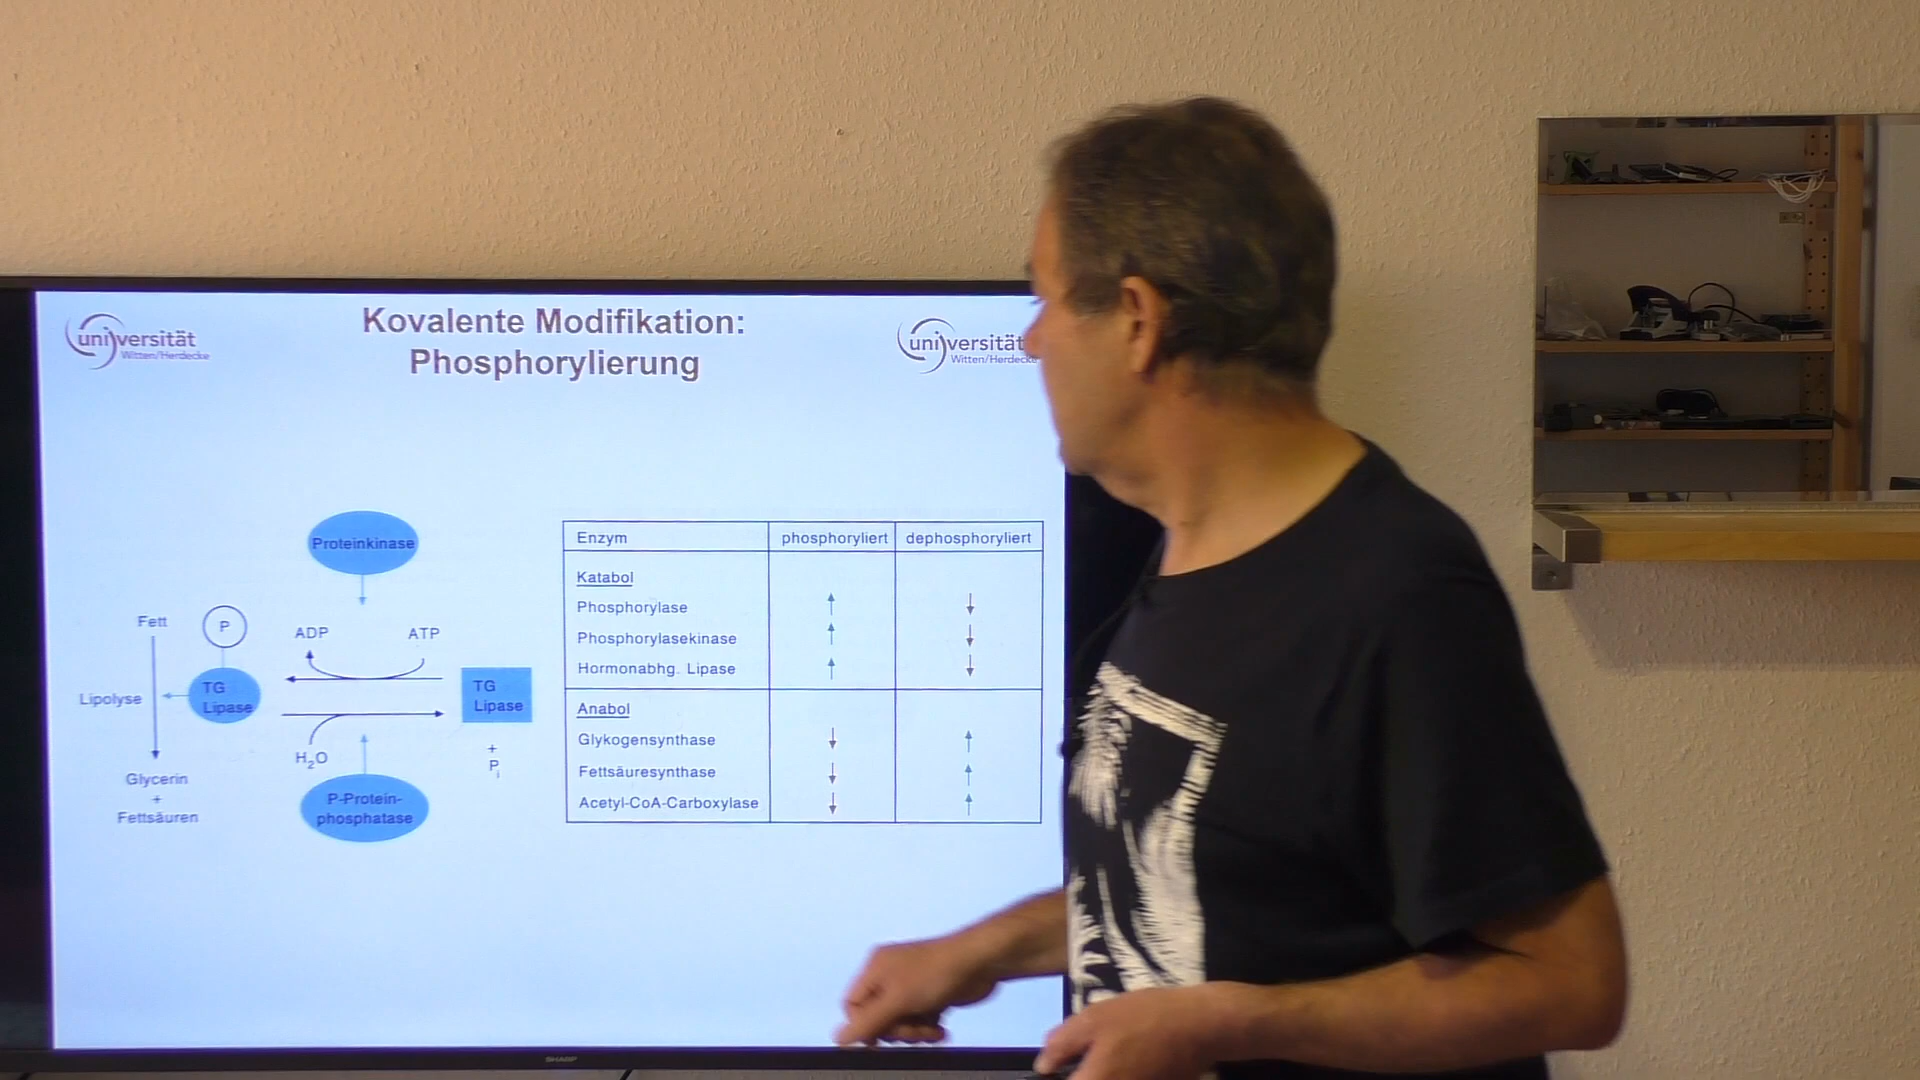 universität
Witten/Herdecke
Kovalente Modifikation:
Phosphorylierung
universität
Witten/Herdecke
Proteinkinase
Fett
P
ADP
ATP
Lipolyse
TG
Lipase
TG
Lipase
H₂O
+
Pᵢ
Glycerin
+
Fettsäuren
P-Protein-
phosphatase
Enzym phosphoryliert dephosphoryliert
Katabol
Phosphorylase ↑ ↓
Phosphorylasekinase ↑ ↓
Hormonabhg. Lipase ↑ ↓
Anabol
Glykogensynthase ↓ ↑
Fettsäuresynthase ↓ ↑
Acetyl-CoA-Carboxylase ↓ ↑
SHARP